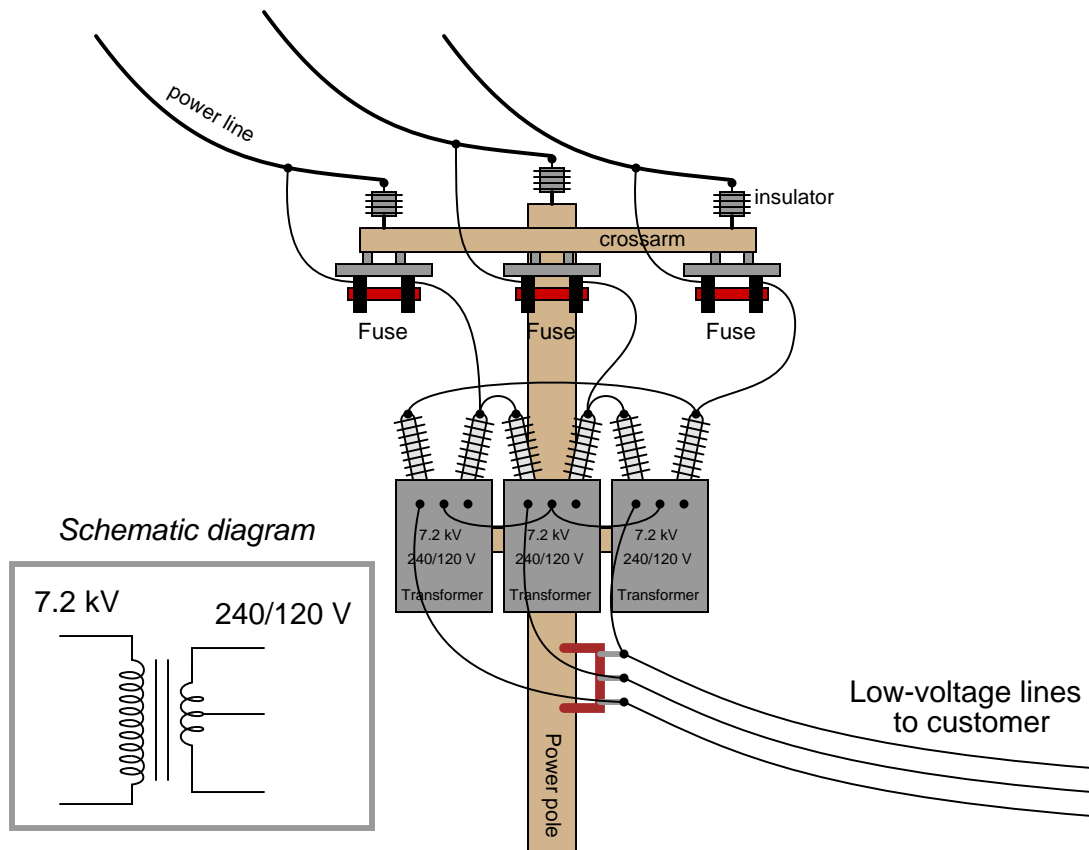 power line
insulator
crossarm
Fuse
Fuse
Fuse
7.2 kV
240/120 V
Transformer
7.2 kV
240/120 V
Transformer
7.2 kV
240/120 V
Transformer
Schematic diagram
7.2 kV
240/120 V
Low-voltage lines
to customer
Power pole